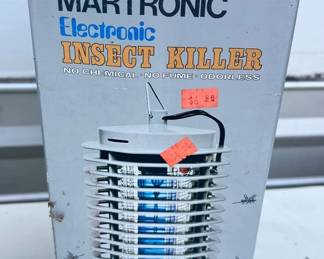 MARTRONIC
Electronic
INSECT KILLER
NO CHEMICAL·NO FUME·ODORLESS